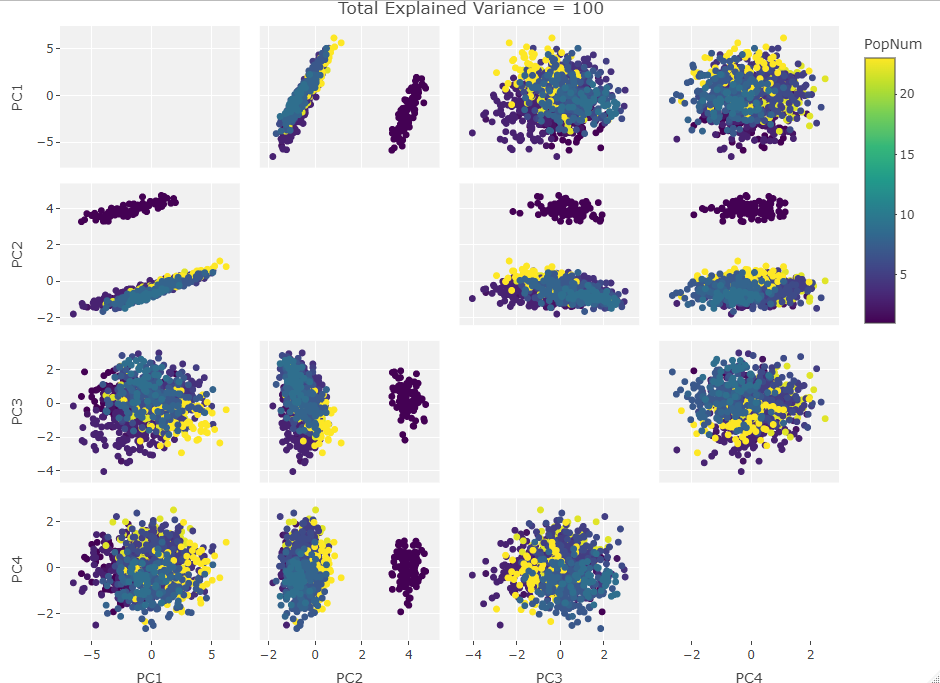 Total Explained Variance = 100
PopNum
5
0
−5
PC1
20
15
10
5
4
2
0
−2
PC2
2
0
−2
−4
PC3
2
0
−2
PC4
−5 0 5 −2 0 2 4 −4 −2 0 2 −2 0 2
PC1 PC2 PC3 PC4